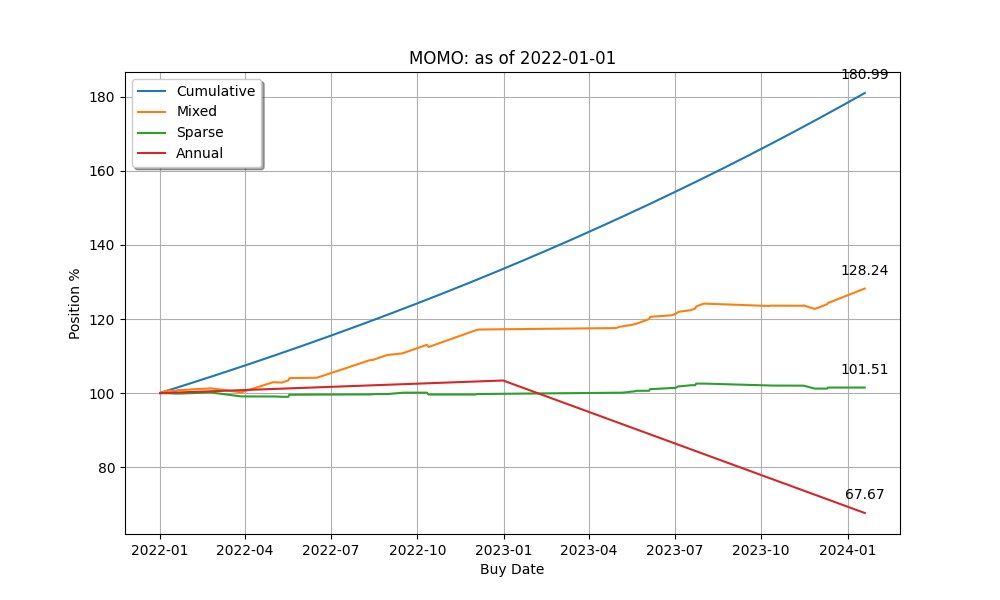 MOMO: as of 2022-01-01
180.99
Cumulative
Mixed
Sparse
Annual
180
160
140
120
100
80
Position %
128.24
101.51
67.67
2022-01 2022-04 2022-07 2022-10 2023-01 2023-04 2023-07 2023-10 2024-01
Buy Date